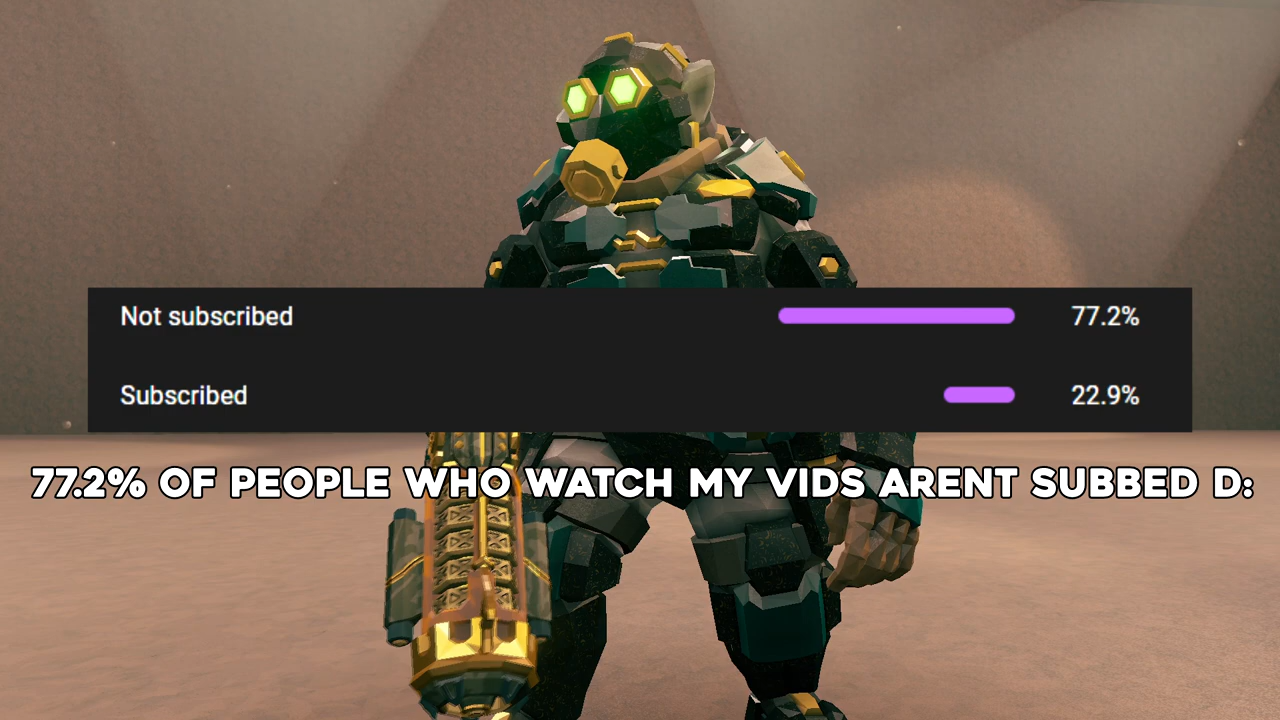 Not subscribed 77.2%
Subscribed 22.9%
77.2% OF PEOPLE WHO WATCH MY VIDS ARENT SUBBED D: